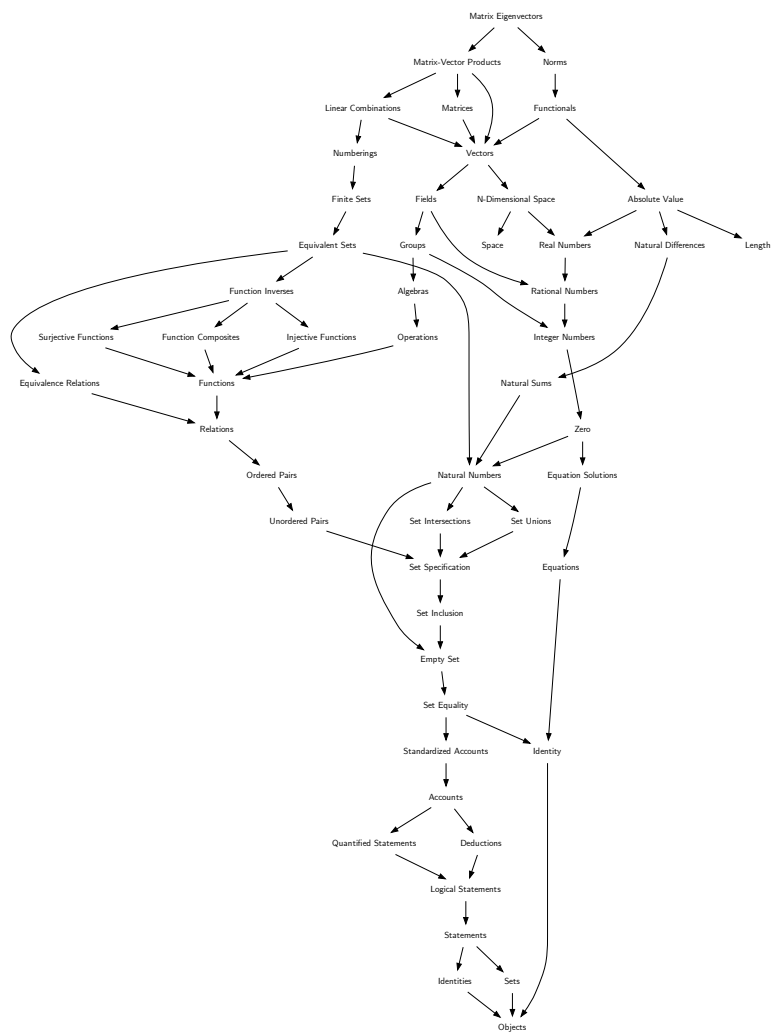 Matrix Eigenvectors
Matrix-Vector Products Norms
Linear Combinations Matrices Functionals
Numberings Vectors
Finite Sets Fields N-Dimensional Space Absolute Value
Equivalent Sets Groups Space Real Numbers Natural Differences Length
Function Inverses Algebras Rational Numbers
Surjective Functions Function Composites Injective Functions Operations Integer Numbers
Equivalence Relations Functions Natural Sums
Relations Zero
Ordered Pairs Natural Numbers Equation Solutions
Unordered Pairs Set Intersections Set Unions
Set Specification Equations
Set Inclusion
Empty Set
Set Equality
Standardized Accounts Identity
Accounts
Quantified Statements Deductions
Logical Statements
Statements
Identities Sets
Objects